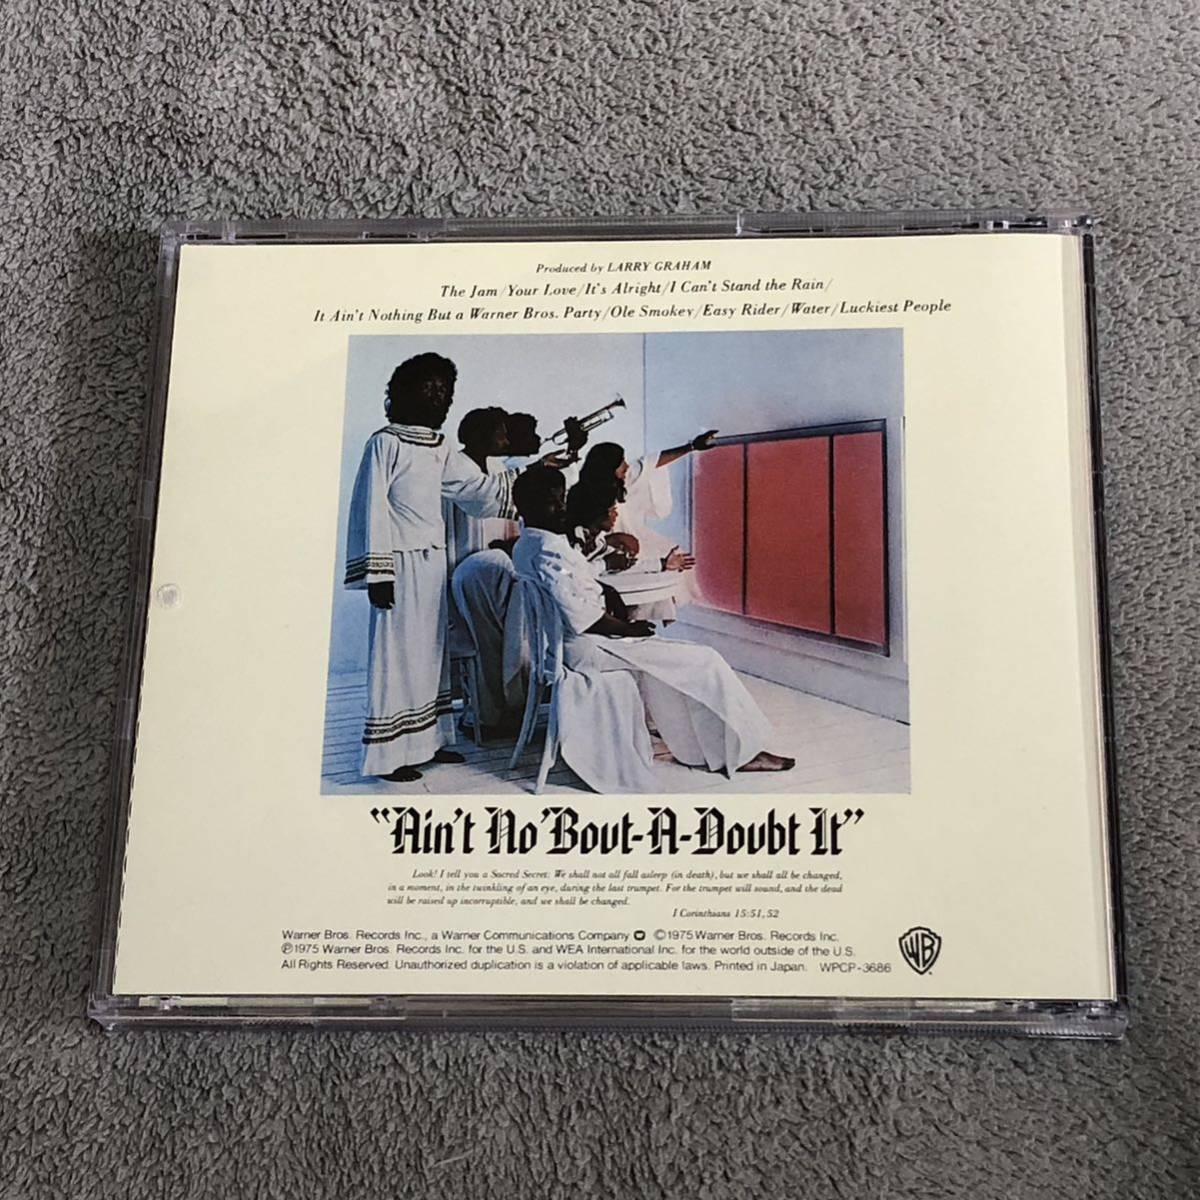 Produced by LARRY GRAHAM
The Jam/Your Love/It's Alright/I Can't Stand the Rain/
It Ain't Nothing But a Warner Bros. Party/Ole Smokey/Easy Rider/Water/Luckiest People
"Ain't No 'Bout-A-Doubt It"
Look! I tell you a Sacred Secret: We shall not all fall asleep (in death), but we shall all be changed,
in a moment, in the twinkling of an eye, during the last trumpet. For the trumpet will sound, and the dead
will be raised up incorruptible, and we shall be changed.
I Corinthians 15:51, 52
Warner Bros. Records Inc., a Warner Communications Company ©1975 Warner Bros. Records Inc.
℗1975 Warner Bros. Records Inc. for the U.S. and WEA International Inc. for the world outside of the U.S.
All Rights Reserved. Unauthorized duplication is a violation of applicable laws. Printed in Japan. WPCP-3686
WB